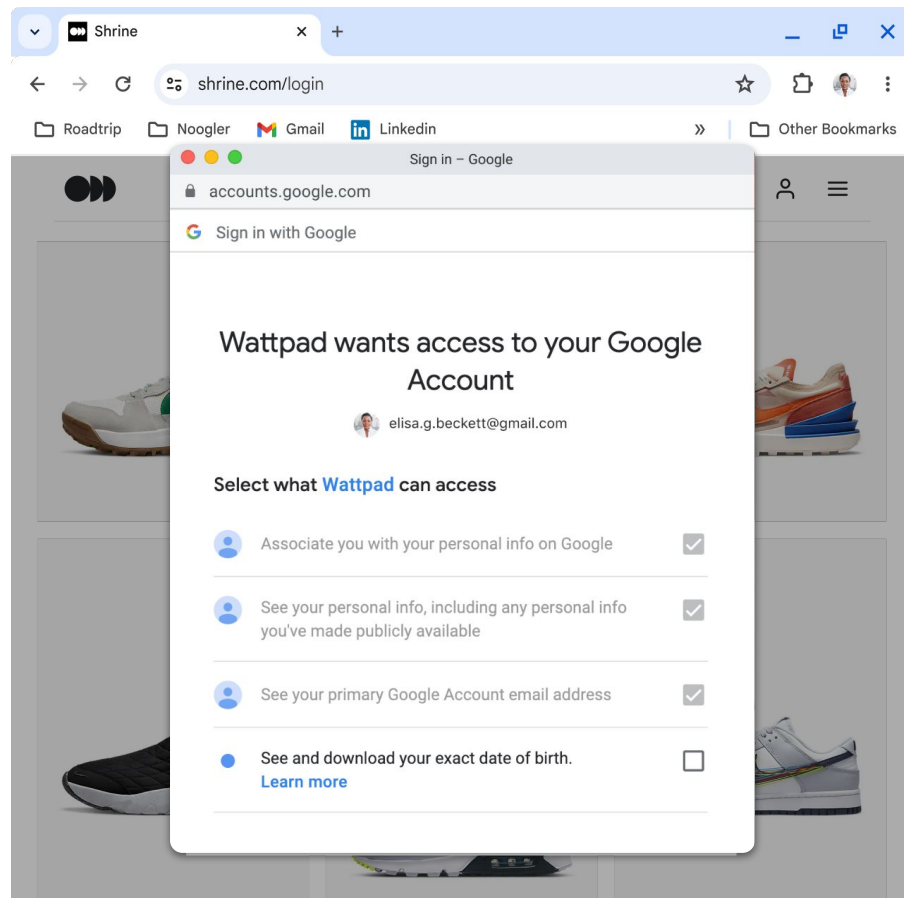 Shrine
shrine.com/login
Roadtrip
Noogler
Gmail
Linkedin
»
Other Bookmarks
Sign in – Google
accounts.google.com
Sign in with Google
Wattpad wants access to your Google
Account
elisa.g.beckett@gmail.com
Select what Wattpad can access
Associate you with your personal info on Google
See your personal info, including any personal info
you've made publicly available
See your primary Google Account email address
See and download your exact date of birth.
Learn more